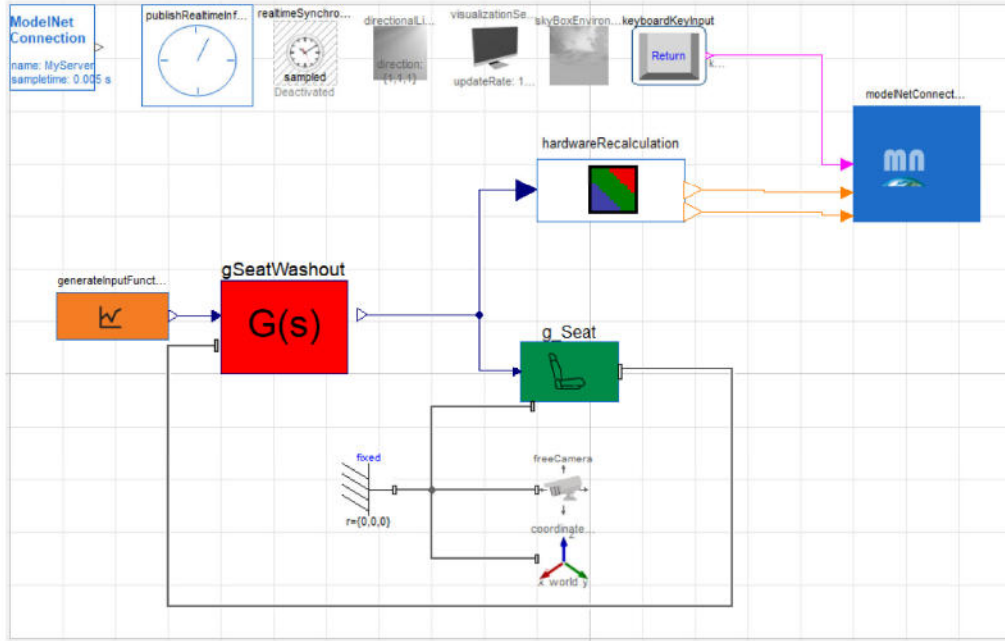 ModelNet
Connection
name: MyServer
sampletime: 0.005 s
publishRealtimeInf...
realtimeSynchro...
sampled
Deactivated
directionalLi...
direction:
{1,1,1}
visualizationSe...
updateRate: 1...
skyBoxEnviron...
keyboardKeyInput
Return
k...
modelNetConnect...
mn
hardwareRecalculation
generateInputFunct...
gSeatWashout
G(s)
g_Seat
fixed
r={0,0,0}
freeCamera
coordinate...
z
x world y